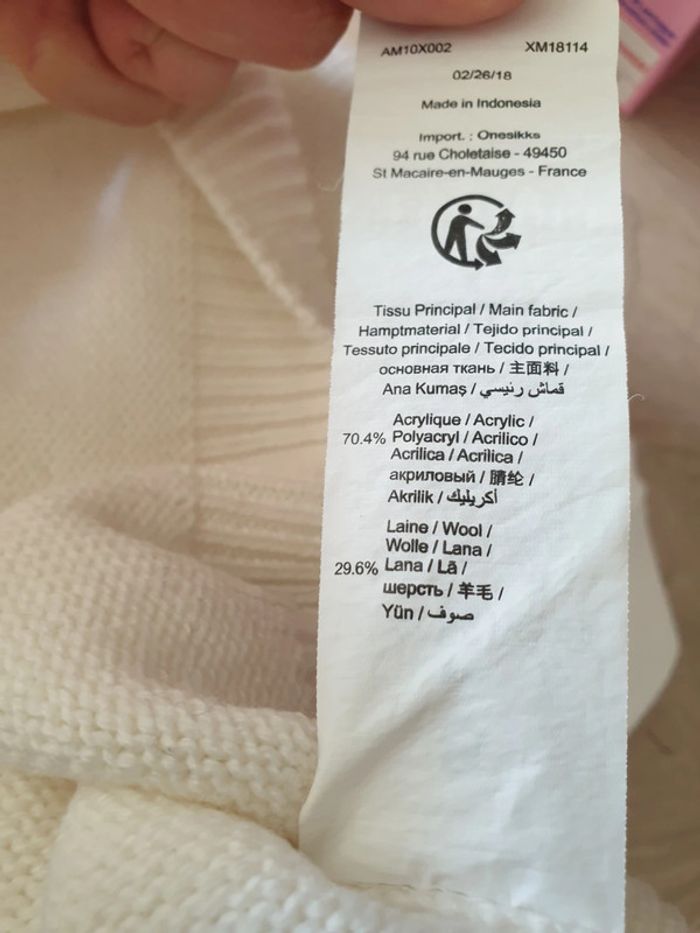 AM10X002 XM18114
02/26/18
Made in Indonesia
Import. : Onesikks
94 rue Choletaise - 49450
St Macaire-en-Mauges - France
Tissu Principal / Main fabric /
Hamptmaterial / Tejido principal /
Tessuto principale / Tecido principal /
основная ткань / 主面料 /
Ana Kumaş / قماش رئيسي
Acrylique / Acrylic /
70.4% Polyacryl / Acrilico /
Acrilica / Acrilica /
акриловый / 腈纶 /
Akrilik / أكريليك
Laine / Wool /
Wolle / Lana /
29.6% Lana / Lã /
шерсть / 羊毛 /
Yün / صوف